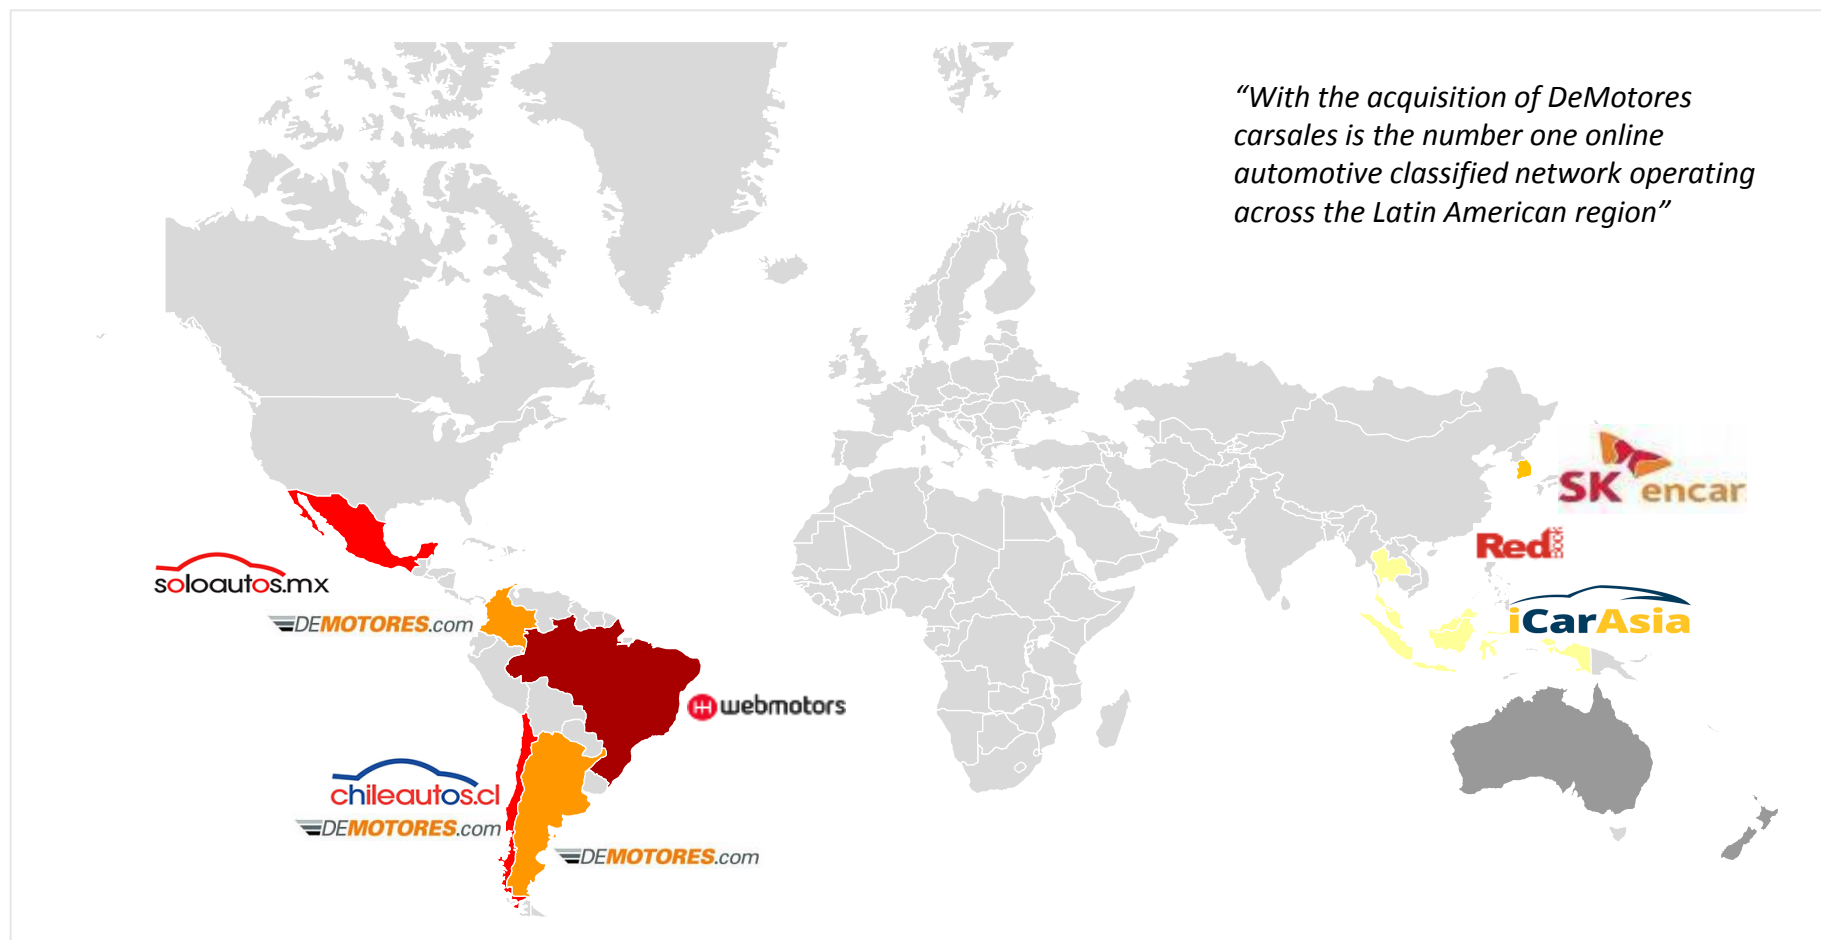 “With the acquisition of DeMotores
carsales is the number one online
automotive classified network operating
across the Latin American region”
SK encar
RedBOOK
iCarAsia
soloautos.mx
DEMOTORES.com
webmotors
chileautos.cl
DEMOTORES.com
DEMOTORES.com